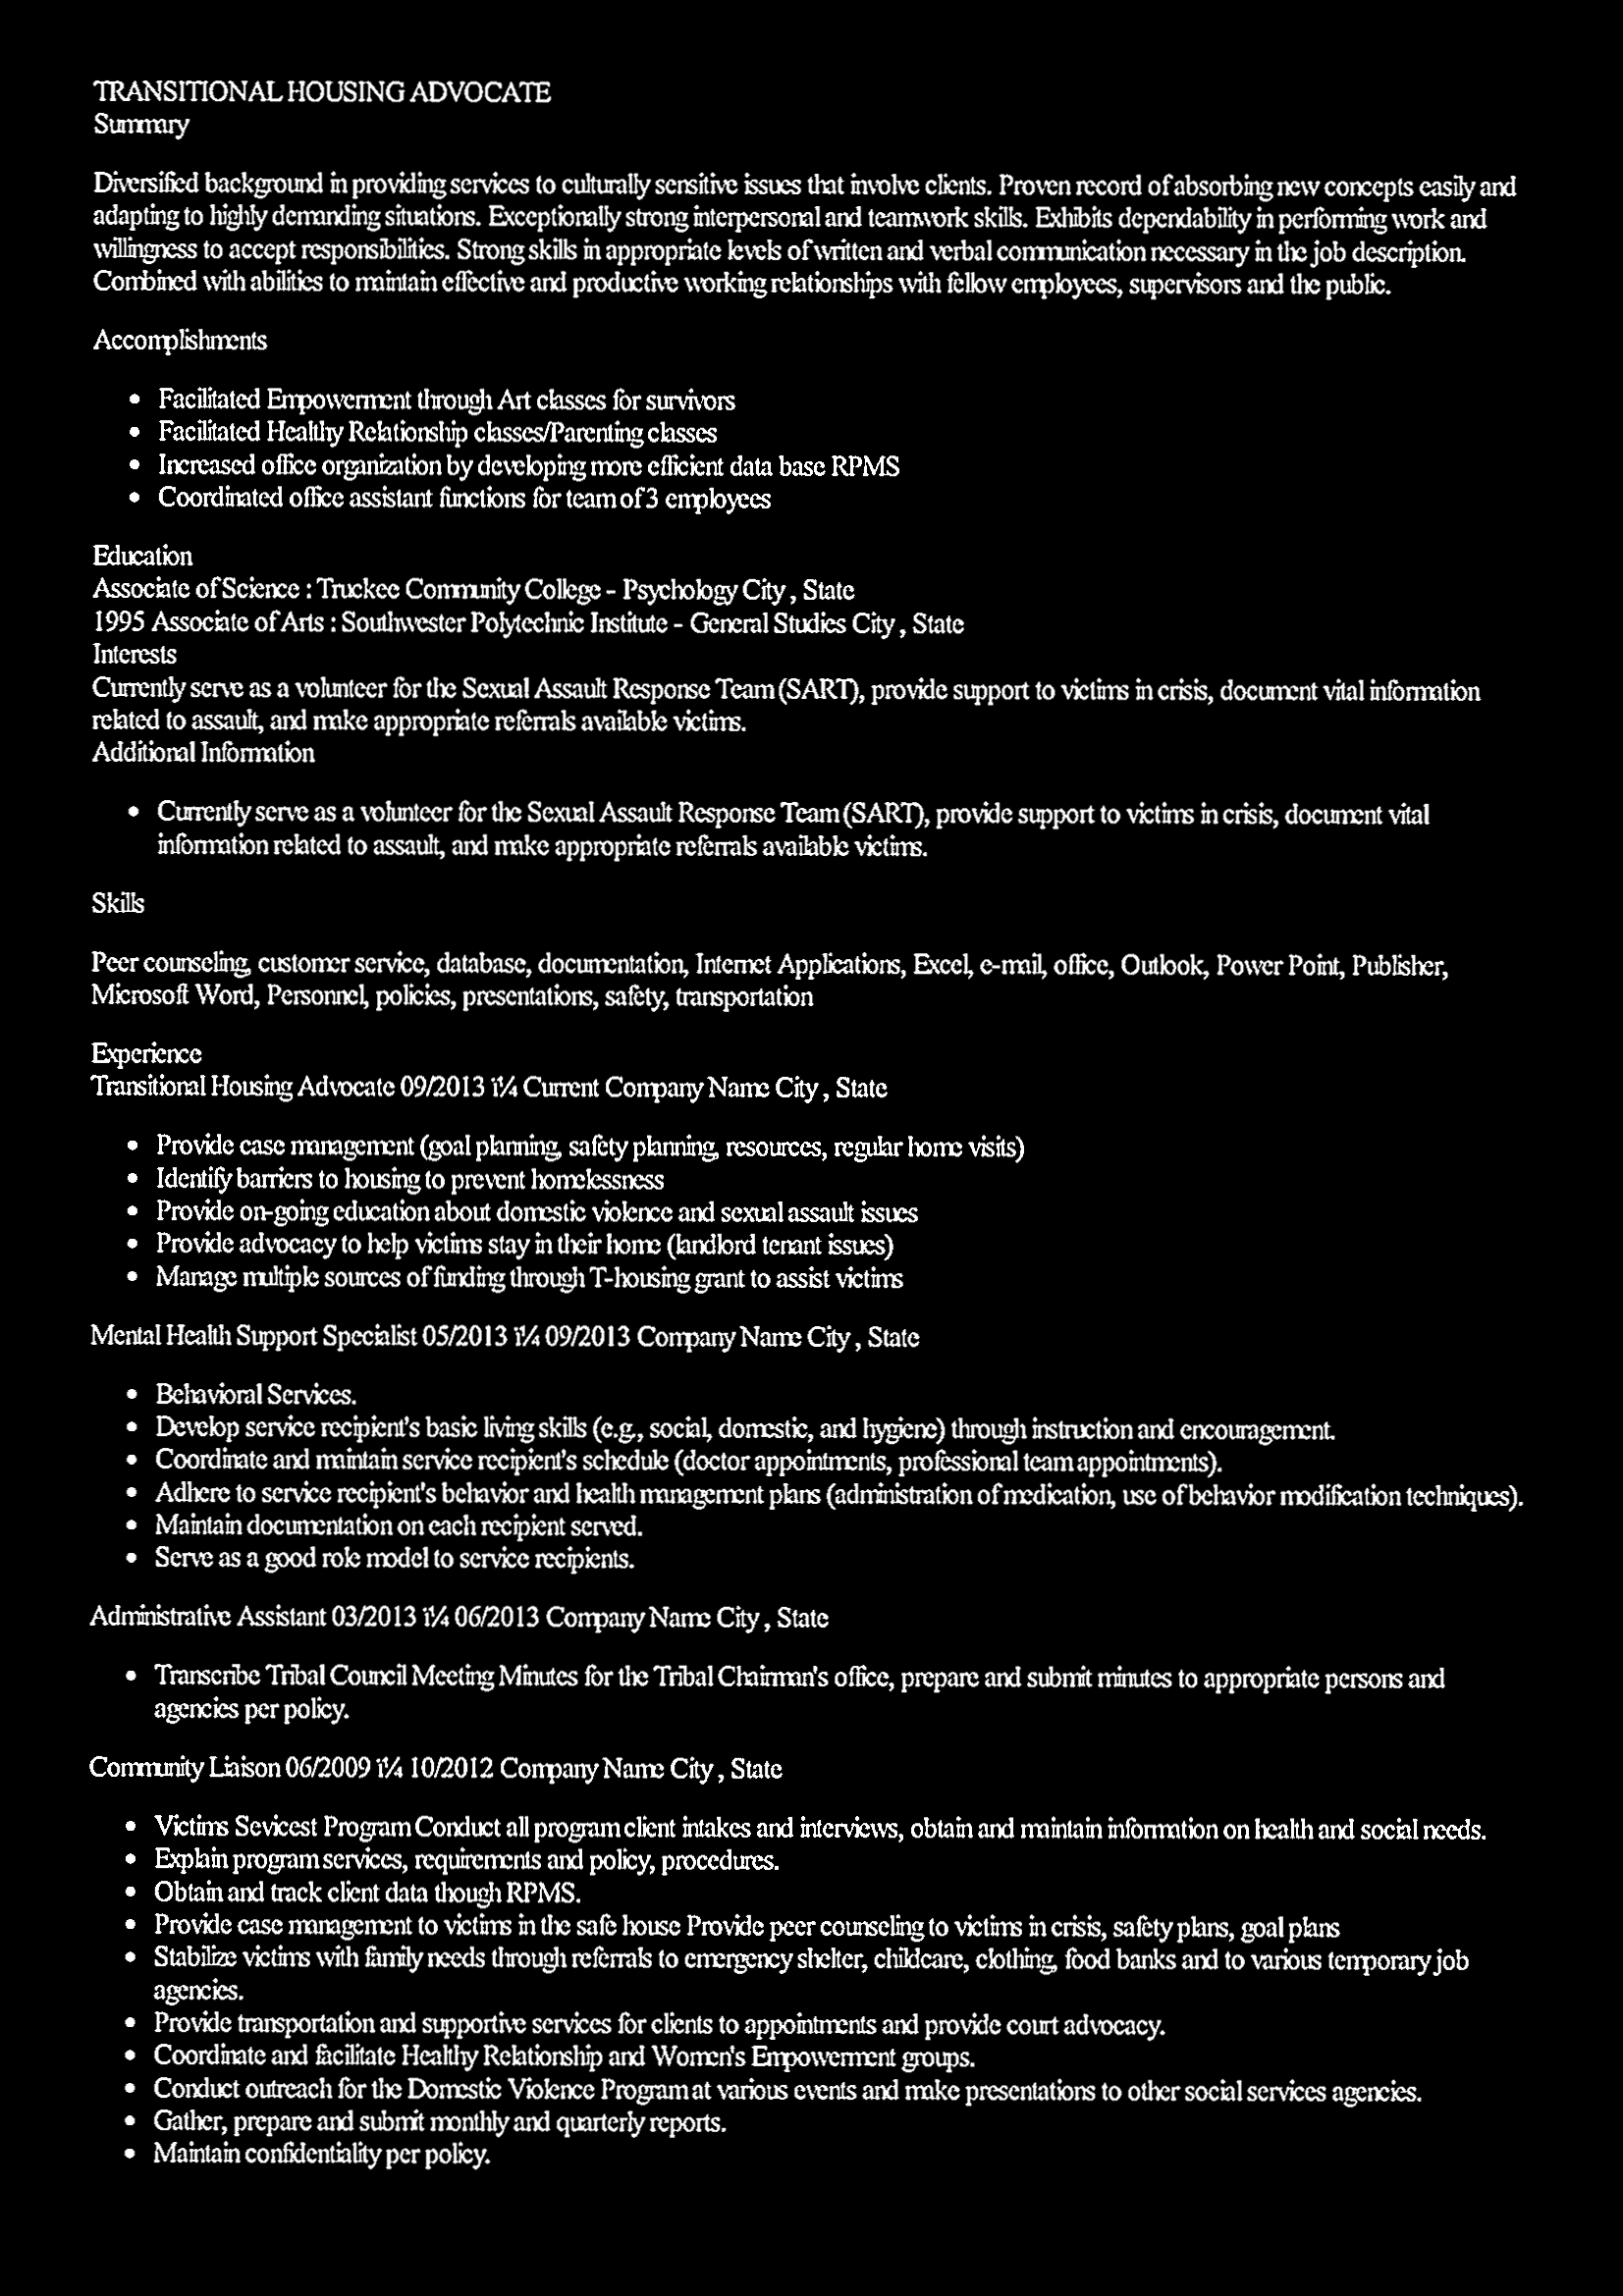 TRANSITIONAL HOUSING ADVOCATE
Summary
Diversified background in providing services to culturally sensitive issues that involve clients. Proven record of absorbing new concepts easily and
adapting to highly demanding situations. Exceptionally strong interpersonal and teamwork skills. Exhibits dependability in performing work and
willingness to accept responsibilities. Strong skills in appropriate levels of written and verbal communication necessary in the job description.
Combined with abilities to maintain effective and productive working relationships with fellow employees, supervisors and the public.
Accomplishments
• Facilitated Empowerment through Art classes for survivors
• Facilitated Healthy Relationship classes/Parenting classes
• Increased office organization by developing more efficient data base RPMS
• Coordinated office assistant functions for team of 3 employees
Education
Associate of Science : Truckee Community College - Psychology City , State
1995 Associate of Arts : Southwester Polytechnic Institute - General Studies City , State
Interests
Currently serve as a volunteer for the Sexual Assault Response Team (SART), provide support to victims in crisis, document vital information
related to assault, and make appropriate referrals available victims.
Additional Information
• Currently serve as a volunteer for the Sexual Assault Response Team (SART), provide support to victims in crisis, document vital
information related to assault, and make appropriate referrals available victims.
Skills
Peer counseling, customer service, database, documentation, Internet Applications, Excel, e-mail, office, Outlook, Power Point, Publisher,
Microsoft Word, Personnel, policies, presentations, safety, transportation
Experience
Transitional Housing Advocate 09/2013 ï¼ Current Company Name City , State
• Provide case management (goal planning, safety planning, resources, regular home visits)
• Identify barriers to housing to prevent homelessness
• Provide on-going education about domestic violence and sexual assault issues
• Provide advocacy to help victims stay in their home (landlord tenant issues)
• Manage multiple sources of funding through T-housing grant to assist victims
Mental Health Support Specialist 05/2013 ï¼ 09/2013 Company Name City , State
• Behavioral Services.
• Develop service recipient's basic living skills (e.g., social, domestic, and hygiene) through instruction and encouragement.
• Coordinate and maintain service recipient's schedule (doctor appointments, professional team appointments).
• Adhere to service recipient's behavior and health management plans (administration of medication, use of behavior modification techniques).
• Maintain documentation on each recipient served.
• Serve as a good role model to service recipients.
Administrative Assistant 03/2013 ï¼ 06/2013 Company Name City , State
• Transcribe Tribal Council Meeting Minutes for the Tribal Chairman's office, prepare and submit minutes to appropriate persons and
agencies per policy.
Community Liaison 06/2009 ï¼ 10/2012 Company Name City , State
• Victims Sevicest Program Conduct all program client intakes and interviews, obtain and maintain information on health and social needs.
• Explain program services, requirements and policy, procedures.
• Obtain and track client data though RPMS.
• Provide case management to victims in the safe house Provide peer counseling to victims in crisis, safety plans, goal plans
• Stabilize victims with family needs through referrals to emergency shelter, childcare, clothing, food banks and to various temporary job
agencies.
• Provide transportation and supportive services for clients to appointments and provide court advocacy.
• Coordinate and facilitate Healthy Relationship and Women's Empowerment groups.
• Conduct outreach for the Domestic Violence Program at various events and make presentations to other social services agencies.
• Gather, prepare and submit monthly and quarterly reports.
• Maintain confidentiality per policy.